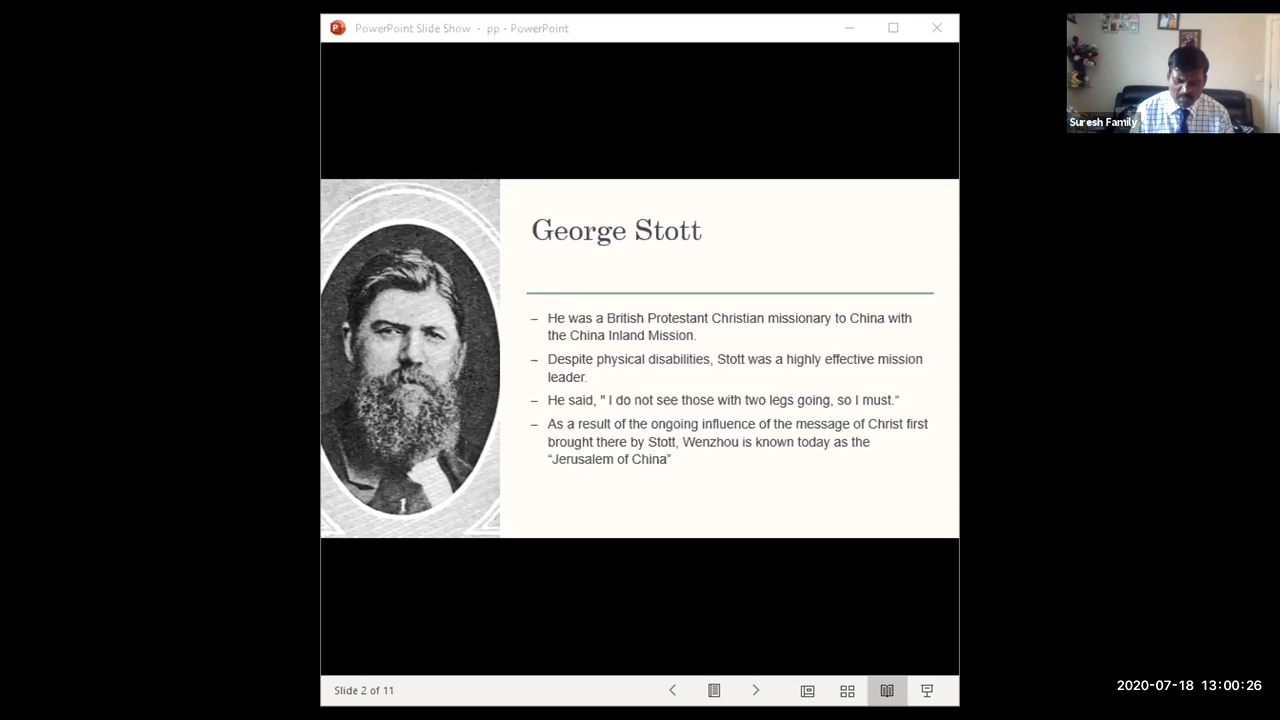 PowerPoint Slide Show - pp - PowerPoint
Suresh Family
George Stott
– He was a British Protestant Christian missionary to China with
the China Inland Mission.
– Despite physical disabilities, Stott was a highly effective mission
leader.
– He said, " I do not see those with two legs going, so I must.“
– As a result of the ongoing influence of the message of Christ first
brought there by Stott, Wenzhou is known today as the
“Jerusalem of China”
Slide 2 of 11
2020-07-18 13:00:26